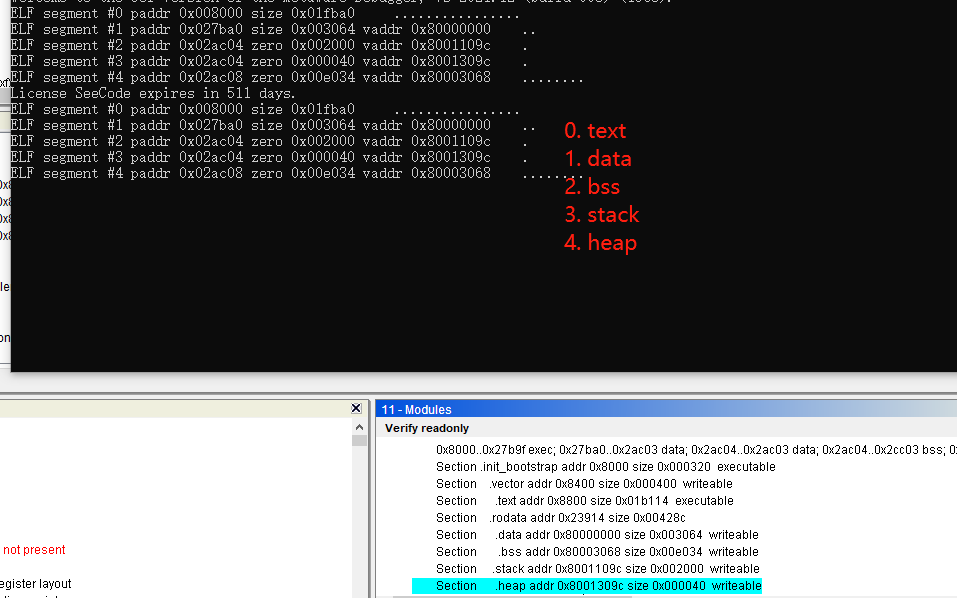 ELF segment #0 paddr 0x008000 size 0x01fba0 ................
ELF segment #1 paddr 0x027ba0 size 0x003064 vaddr 0x80000000 ..
ELF segment #2 paddr 0x02ac04 zero 0x002000 vaddr 0x8001109c .
ELF segment #3 paddr 0x02ac04 zero 0x000040 vaddr 0x8001309c .
ELF segment #4 paddr 0x02ac08 zero 0x00e034 vaddr 0x80003068 ........
License SeeCode expires in 511 days.
ELF segment #0 paddr 0x008000 size 0x01fba0 ................
ELF segment #1 paddr 0x027ba0 size 0x003064 vaddr 0x80000000 ..
ELF segment #2 paddr 0x02ac04 zero 0x002000 vaddr 0x8001109c .
ELF segment #3 paddr 0x02ac04 zero 0x000040 vaddr 0x8001309c .
ELF segment #4 paddr 0x02ac08 zero 0x00e034 vaddr 0x80003068 ........
0. text
1. data
2. bss
3. stack
4. heap
not present
egister layout
11 - Modules
Verify readonly
0x8000..0x27b9f exec; 0x27ba0..0x2ac03 data; 0x2ac04..0x2ac03 data; 0x2ac04..0x2cc03 bss;
Section .init_bootstrap addr 0x8000 size 0x000320 executable
Section .vector addr 0x8400 size 0x000400 writeable
Section .text addr 0x8800 size 0x01b114 executable
Section .rodata addr 0x23914 size 0x00428c
Section .data addr 0x80000000 size 0x003064 writeable
Section .bss addr 0x80003068 size 0x00e034 writeable
Section .stack addr 0x8001109c size 0x002000 writeable
Section .heap addr 0x8001309c size 0x000040 writeable